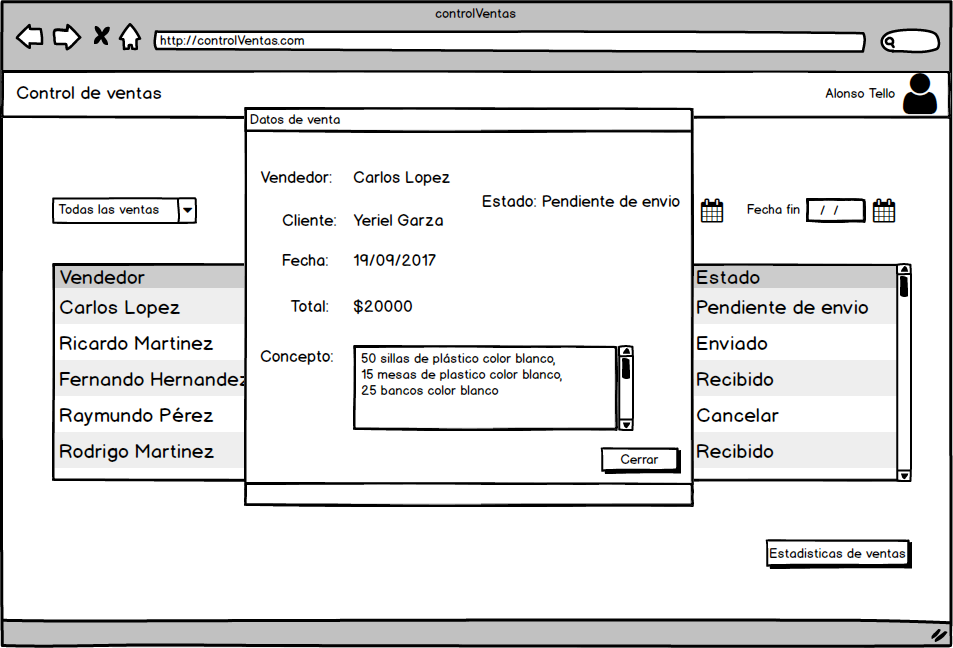 controlVentas
http://controlVentas.com
Control de ventas
Alonso Tello
Datos de venta
Vendedor: Carlos Lopez
Estado: Pendiente de envio
Cliente: Yeriel Garza
Fecha: 19/09/2017
Total: $20000
Concepto:
50 sillas de plástico color blanco,
15 mesas de plastico color blanco,
25 bancos color blanco
Cerrar
Todas las ventas
Fecha fin / /
Vendedor Estado
Carlos Lopez Pendiente de envio
Ricardo Martinez Enviado
Fernando Hernandez Recibido
Raymundo Pérez Cancelar
Rodrigo Martinez Recibido
Estadisticas de ventas